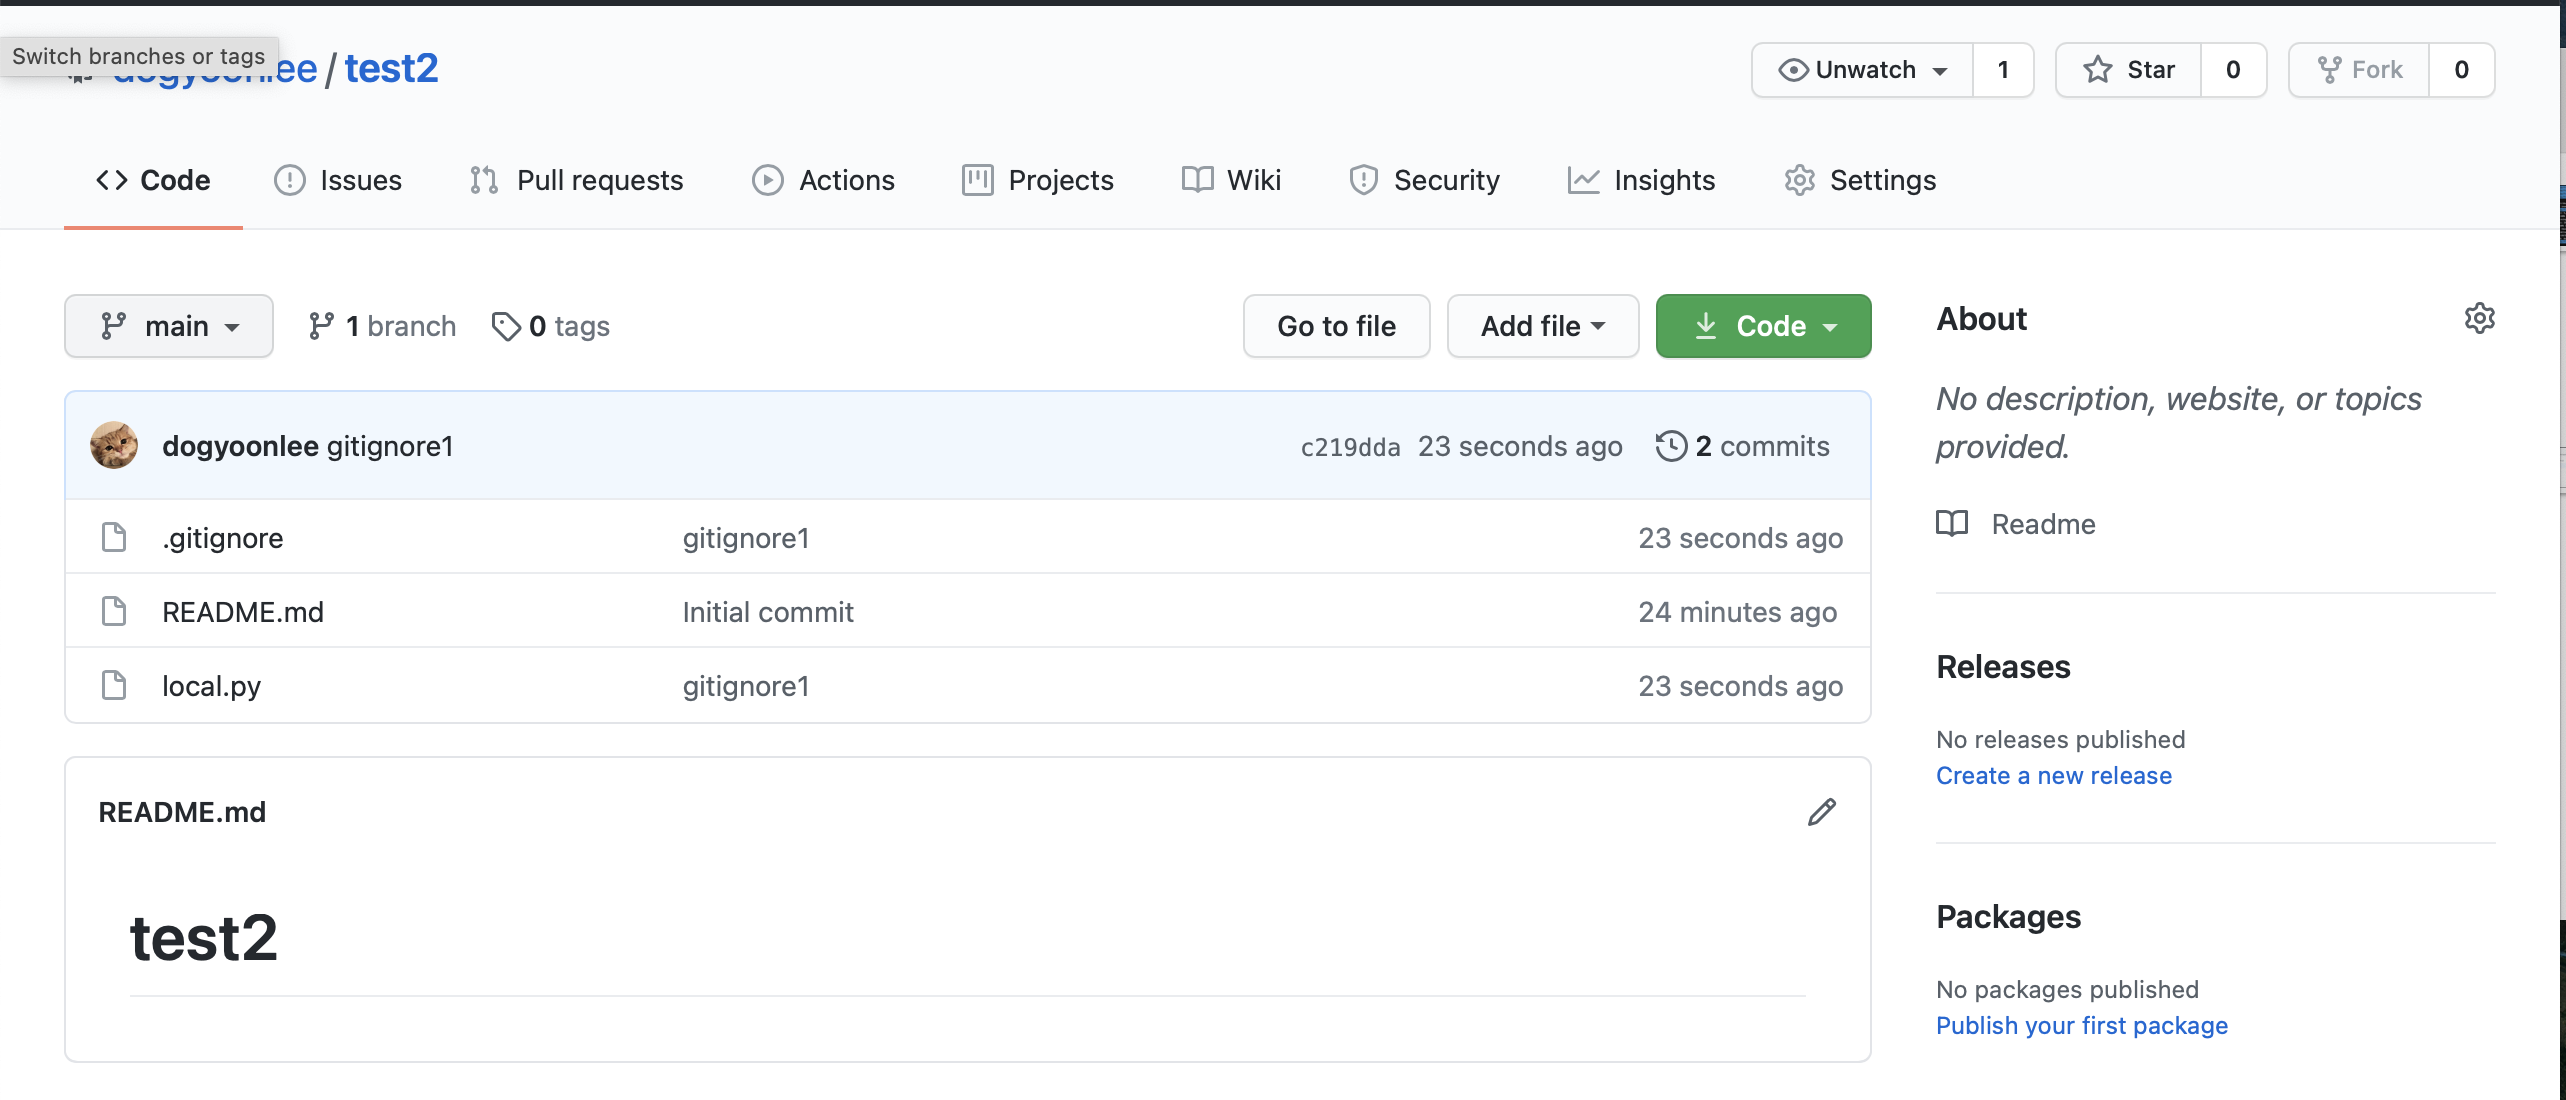 Switch branches or tags
dogyoonlee / test2
Unwatch 1 Star 0 Fork 0
Code Issues Pull requests Actions Projects Wiki Security Insights Settings
main 1 branch 0 tags Go to file Add file Code
dogyoonlee gitignore1 c219dda 23 seconds ago 2 commits
.gitignore gitignore1 23 seconds ago
README.md Initial commit 24 minutes ago
local.py gitignore1 23 seconds ago
README.md
test2
About
No description, website, or topics
provided.
Readme
Releases
No releases published
Create a new release
Packages
No packages published
Publish your first package